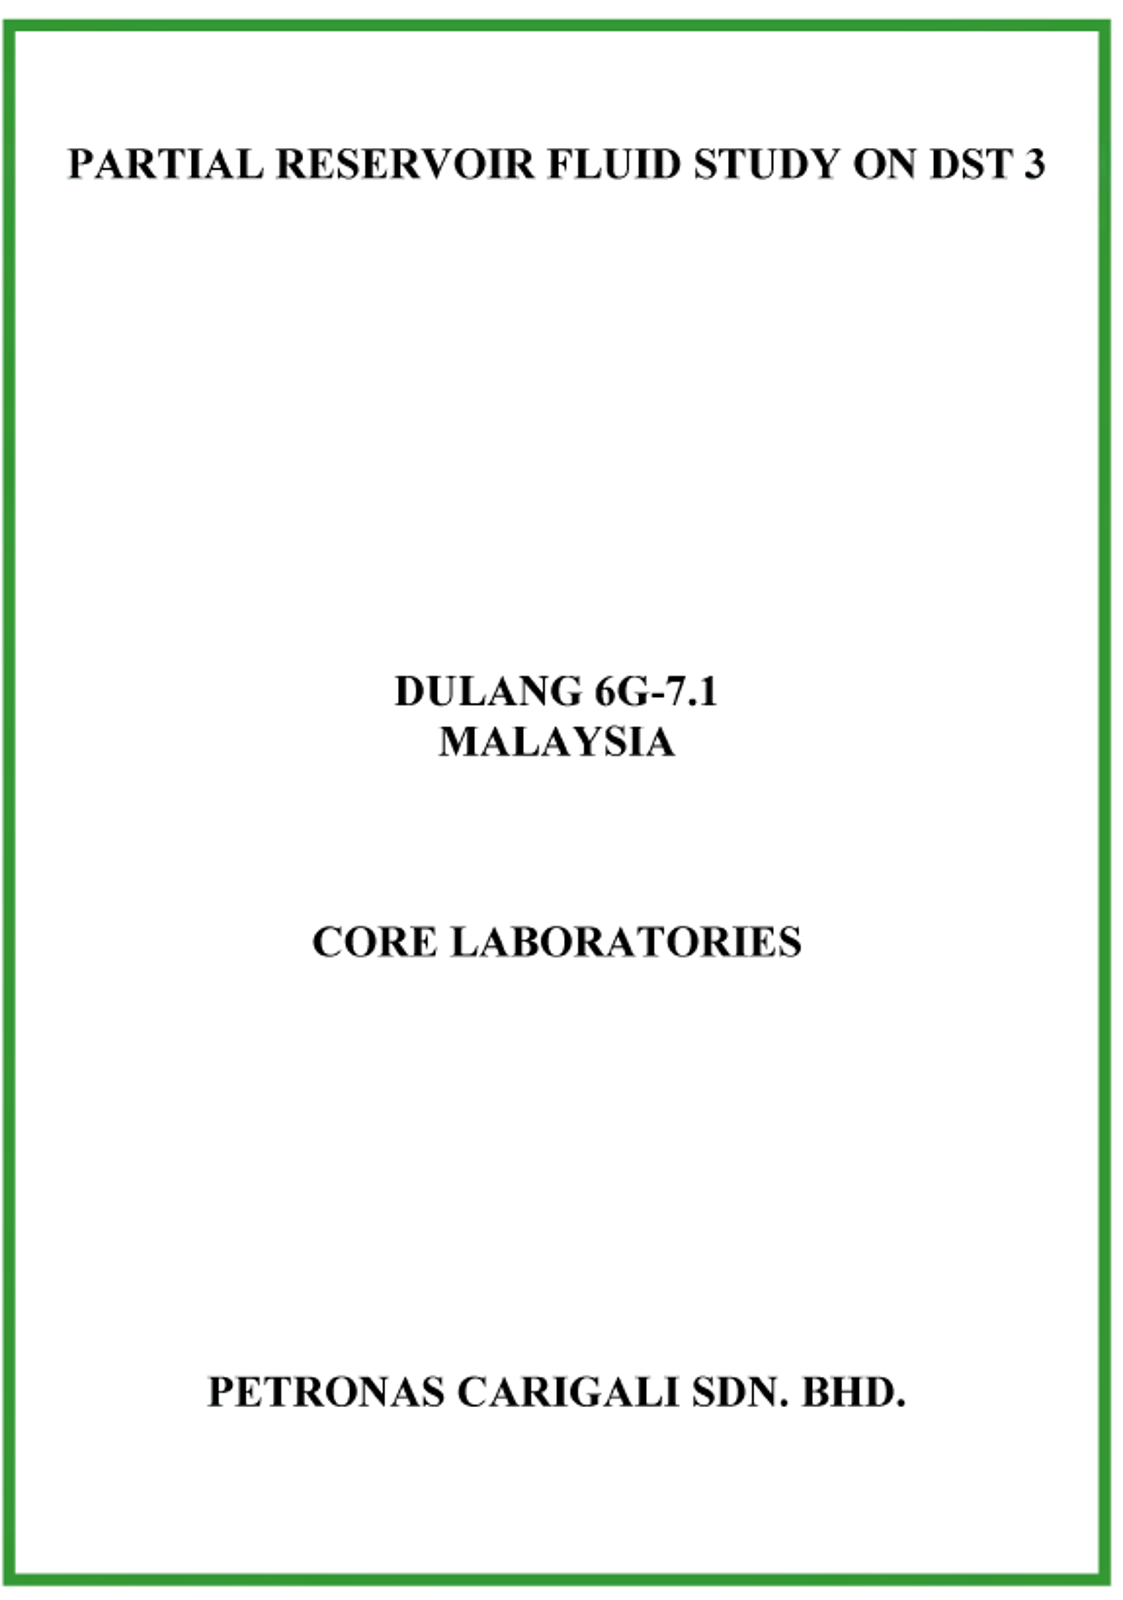 PARTIAL RESERVOIR FLUID STUDY ON DST 3
DULANG 6G-7.1
MALAYSIA
CORE LABORATORIES
PETRONAS CARIGALI SDN. BHD.